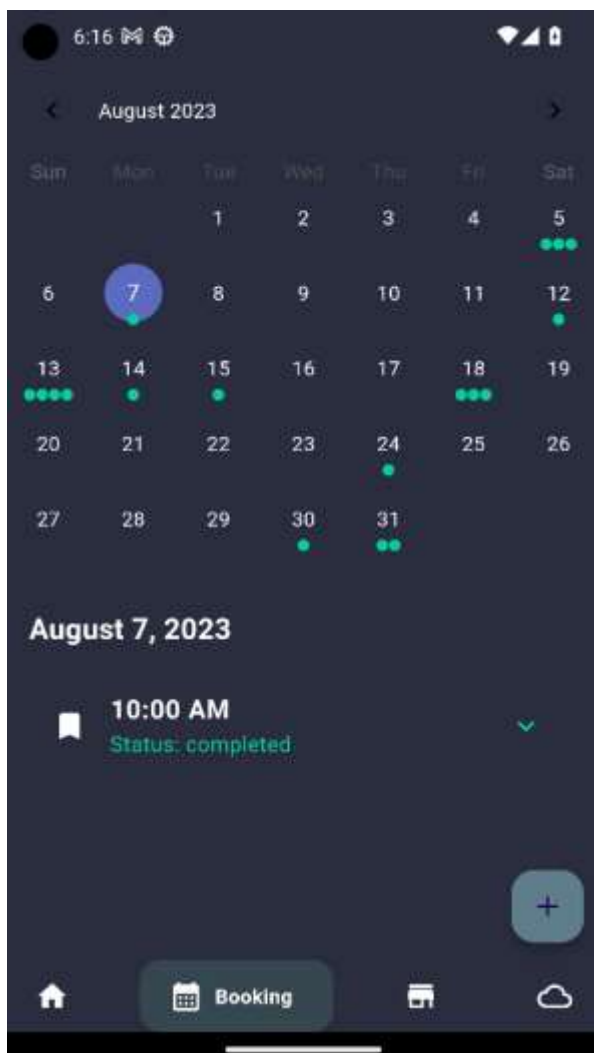 6:16
August 2023
Sun Mon Tue Wed Thu Fri Sat
1 2 3 4 5
6 7 8 9 10 11 12
13 14 15 16 17 18 19
20 21 22 23 24 25 26
27 28 29 30 31
August 7, 2023
10:00 AM
Status: completed
+
Booking